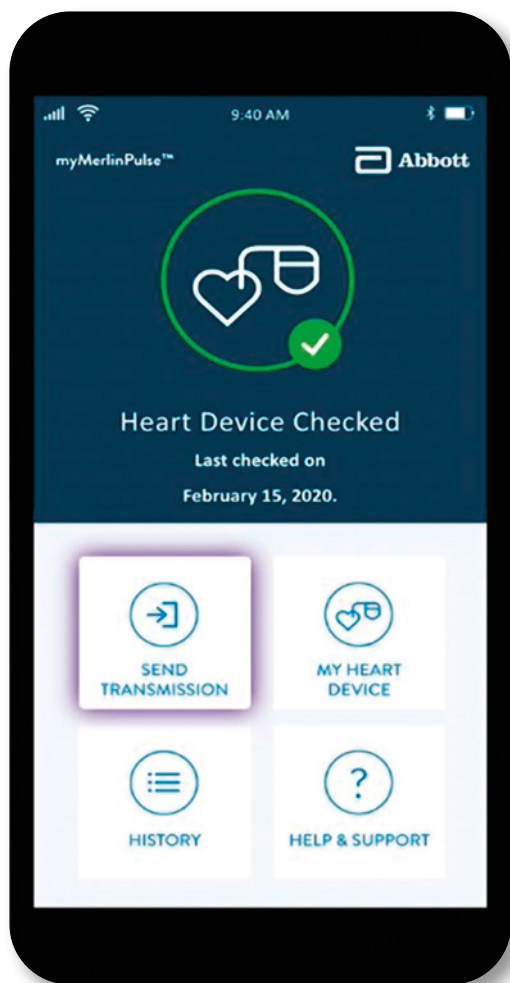 9:40 AM
myMerlinPulse™
Abbott
Heart Device Checked
Last checked on
February 15, 2020.
SEND
TRANSMISSION
MY HEART
DEVICE
HISTORY
?
HELP & SUPPORT